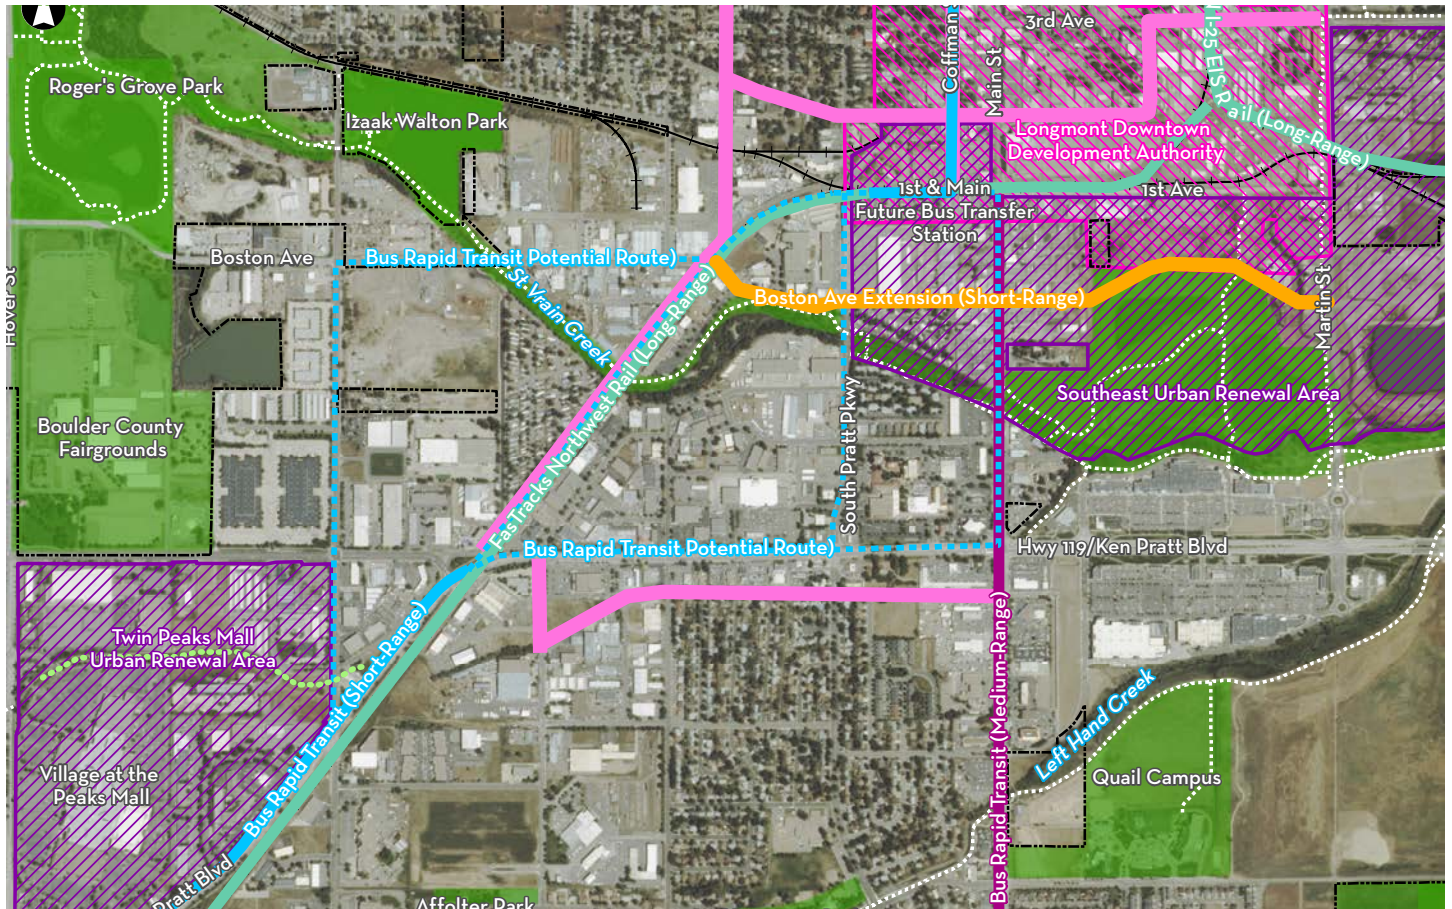 3rd Ave
Coffman
Main St
I-25 EIS Rail (Long-Range)
Roger's Grove Park
Izaak Walton Park
Longmont Downtown
Development Authority
1st & Main
Future Bus Transfer
Station
1st Ave
Boston Ave
Bus Rapid Transit Potential Route)
St. Vrain Creek
Boston Ave Extension (Short-Range)
Martin St
Hover St
FasTracks Northwest Rail (Long-Range)
Southeast Urban Renewal Area
Boulder County
Fairgrounds
South Pratt Pkwy
Bus Rapid Transit Potential Route)
Hwy 119/Ken Pratt Blvd
Twin Peaks Mall
Urban Renewal Area
Bus Rapid Transit (Short-Range)
Bus Rapid Transit (Medium-Range)
Left Hand Creek
Village at the
Peaks Mall
Quail Campus
Pratt Blvd
Affolter Park